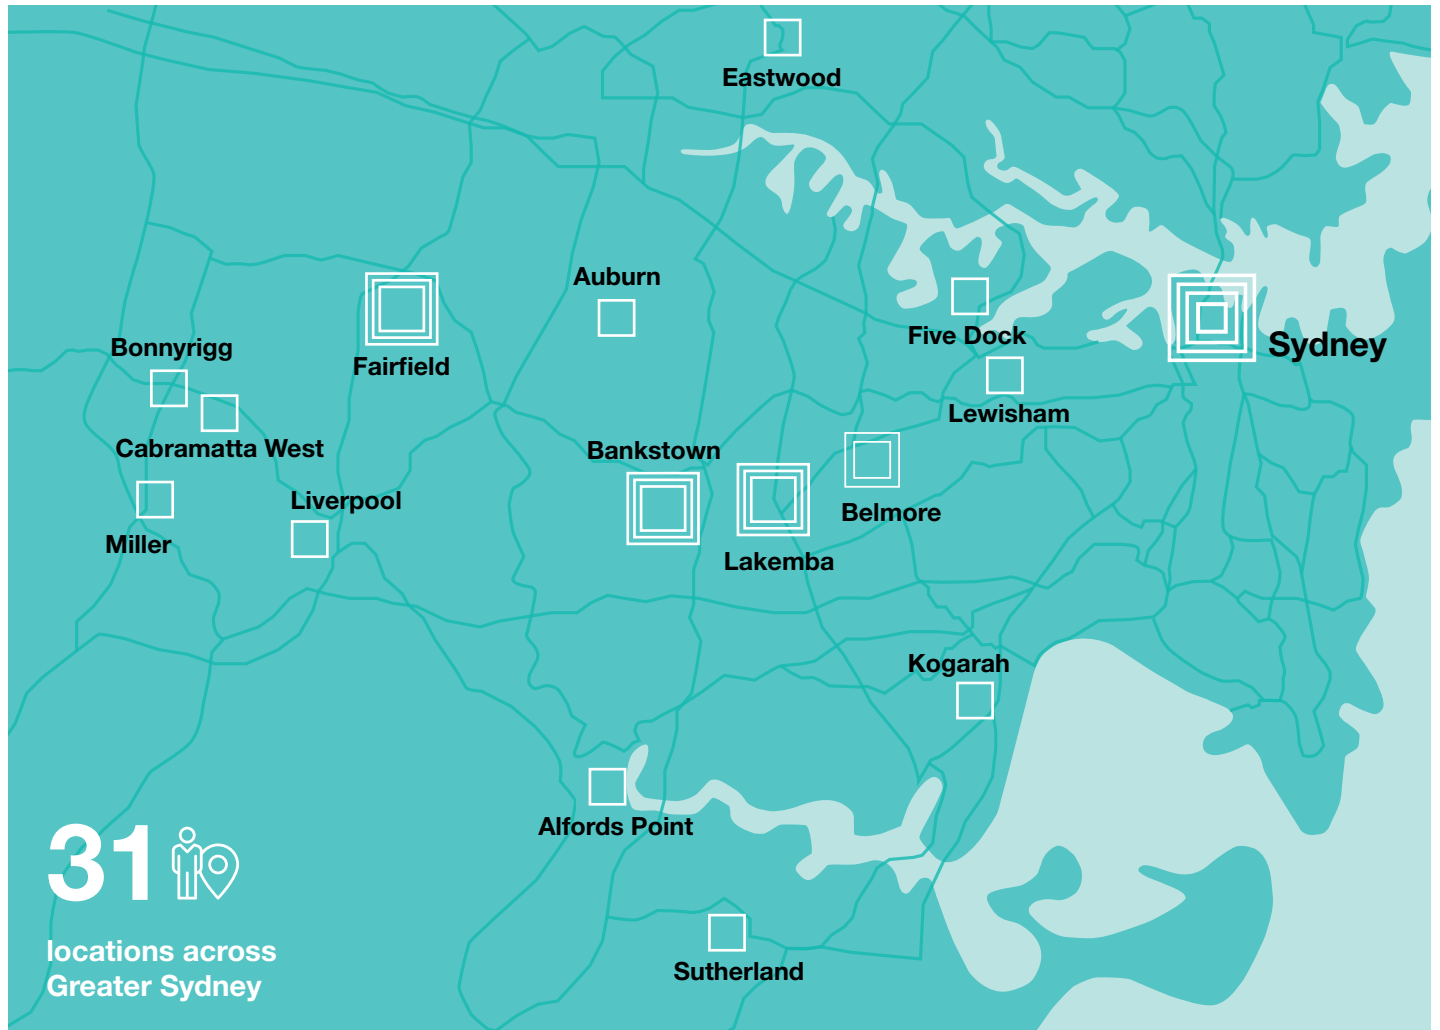 Eastwood
Auburn
Five Dock
Sydney
Bonnyrigg
Fairfield
Lewisham
Cabramatta West
Bankstown
Liverpool
Belmore
Miller
Lakemba
Kogarah
Alfords Point
31
locations across
Greater Sydney
Sutherland